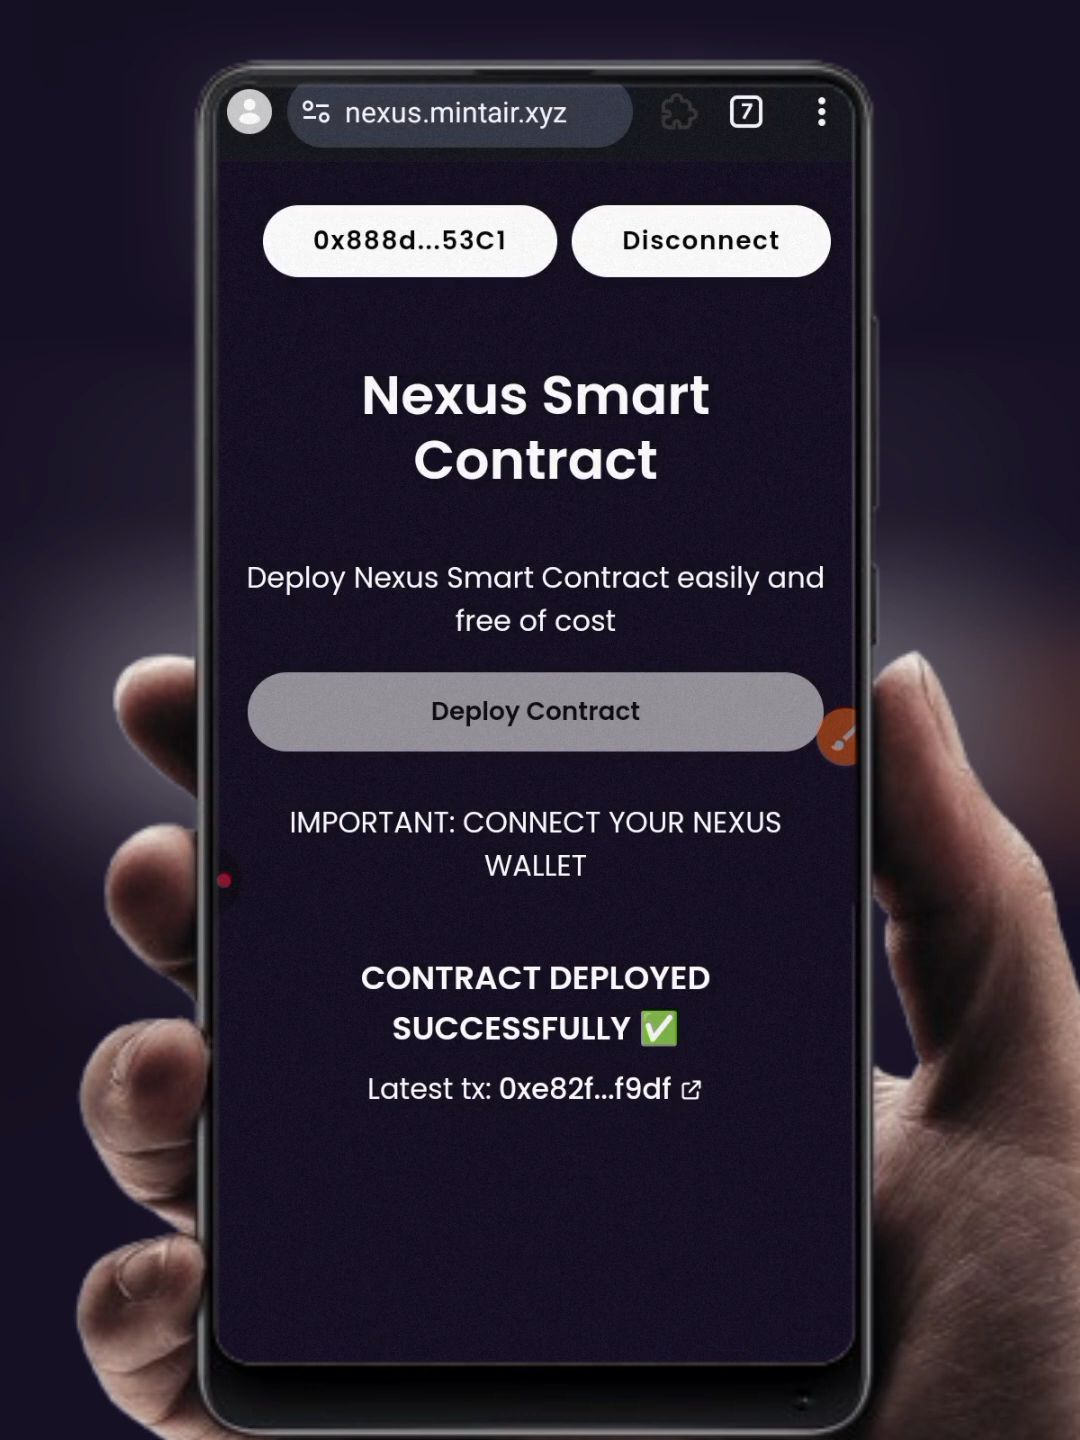 nexus.mintair.xyz
7
0x888d...53C1
Disconnect
Nexus Smart
Contract
Deploy Nexus Smart Contract easily and
free of cost
Deploy Contract
IMPORTANT: CONNECT YOUR NEXUS
WALLET
CONTRACT DEPLOYED
SUCCESSFULLY ✅
Latest tx: 0xe82f...f9df